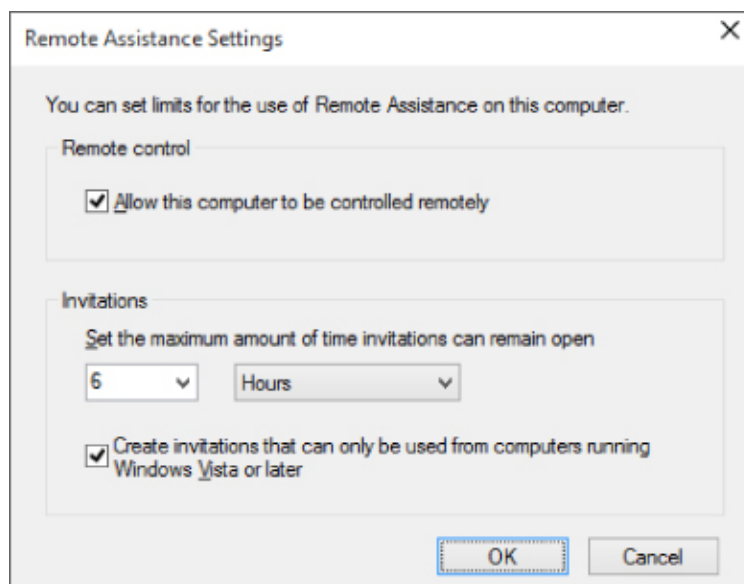 Remote Assistance Settings
You can set limits for the use of Remote Assistance on this computer.
Remote control
Allow this computer to be controlled remotely
Invitations
Set the maximum amount of time invitations can remain open
6 Hours
Create invitations that can only be used from computers running
Windows Vista or later
OK Cancel